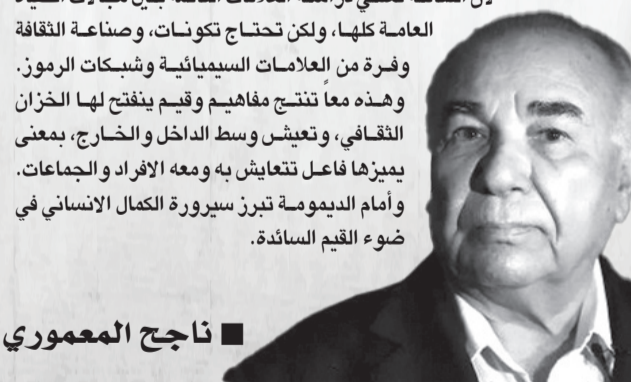 العامة كلها، ولكن تحتاج تكونات، وصناعة الثقافة
وفرة من العلامات السيميائية وشبكات الرموز.
وهذه معاً تنتج مفاهيم وقيم ينفتح لها الخزان
الثقافي، وتعيش وسط الداخل والخارج، بمعنى
يميزها فاعل تتعايش به ومعه الافراد والجماعات.
وأمام الديمومة تبرز سيرورة الكمال الانساني في
ضوء القيم السائدة.
■ ناجح المعموري